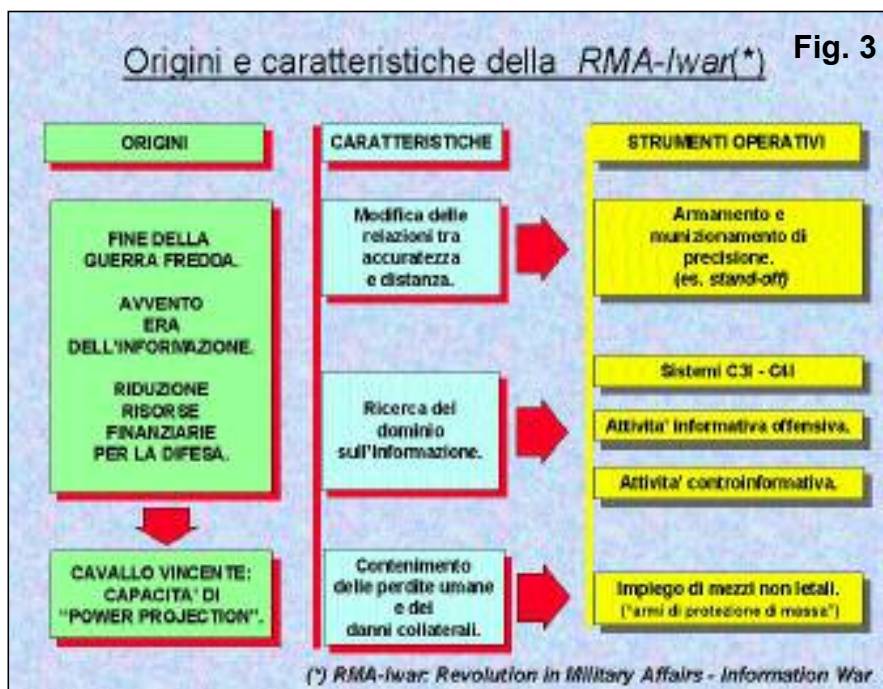 Fig. 3
Origini e caratteristiche della RMA-Iwar(*)
ORIGINI
FINE DELLA
GUERRA FREDDA.
AVVENTO
ERA
DELL'INFORMAZIONE.
RIDUZIONE
RISORSE
FINANZIARIE
PER LA DIFESA.
CAVALLO VINCENTE:
CAPACITA' DI
"POWER PROJECTION".
CARATTERISTICHE
Modifica delle
relazioni tra
accuratezza
e distanza.
Ricerca del
dominio
sull'informazione.
Contenimento
delle perdite umane
e dei
danni collaterali.
STRUMENTI OPERATIVI
Armamento e
munizionamento di
precisione.
(es. stand-off)
Sistemi C3I - C4I
Attivita' informativa offensiva.
Attivita' controinformativa.
Impiego di mezzi non letali.
("armi di protezione di massa")
(*) RMA-Iwar: Revolution in Military Affairs - Information War